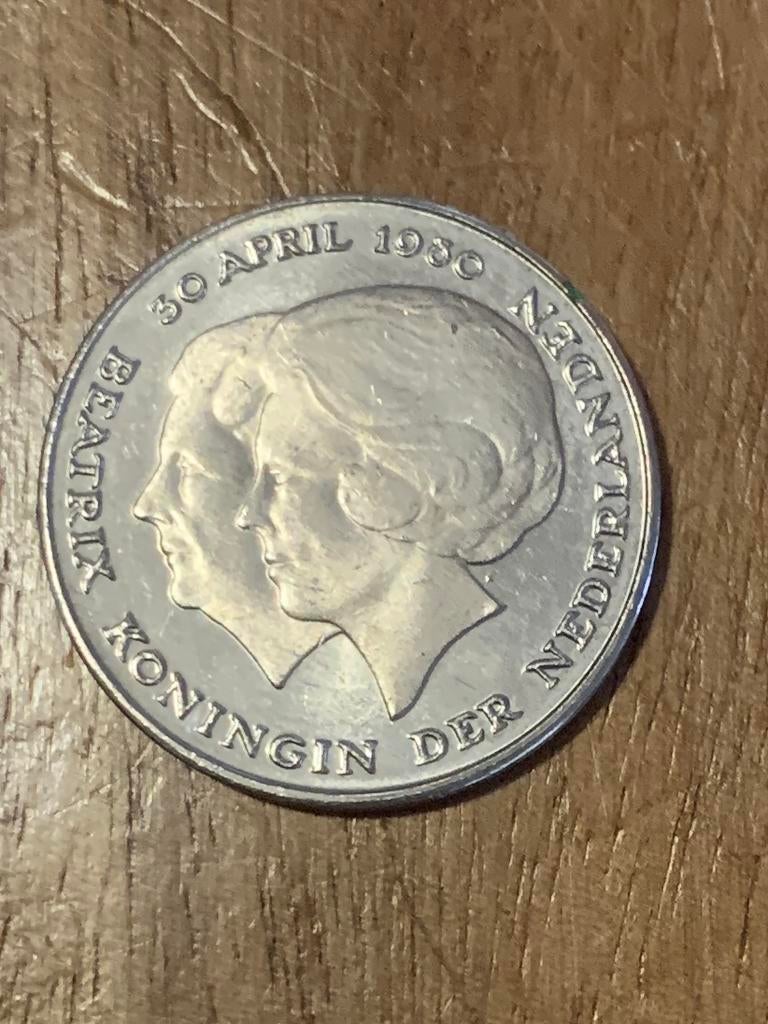 30 APRIL 1980
BEATRIX KONINGIN DER NEDERLANDEN